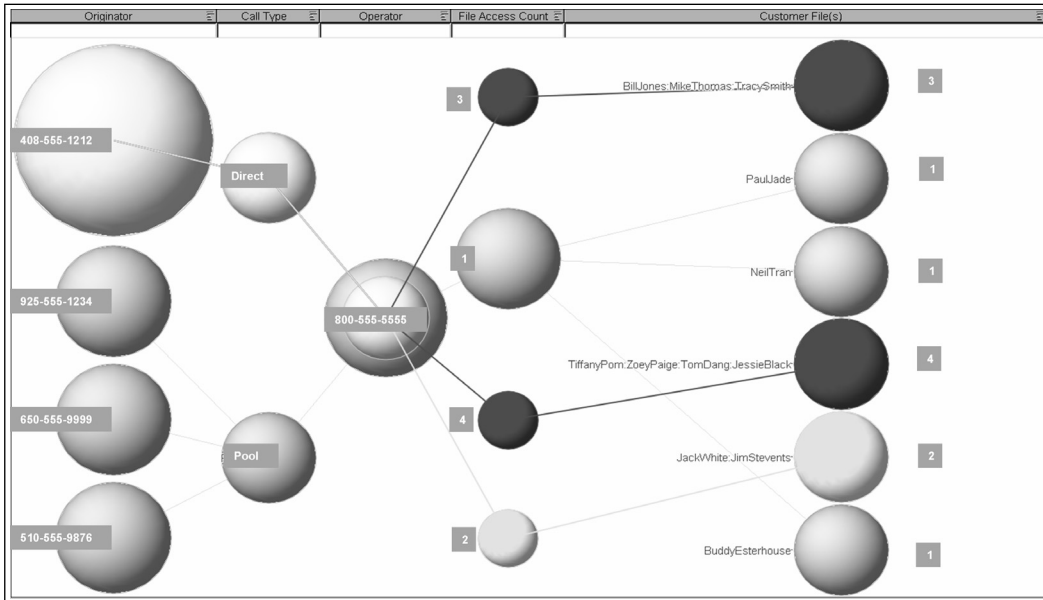 Originator Call Type Operator File Access Count Customer File(s)
3 BillJones:MikeThomas:TracySmith 3
408-555-1212
Direct PaulJade 1
1 NeilTran 1
925-555-1234
800-555-5555
TiffanyPom:ZoeyPaige:TomDang:JessieBlack 4
650-555-9999 4
Pool JackWhite:JimStevents 2
510-555-9876 2
BuddyEsterhouse 1